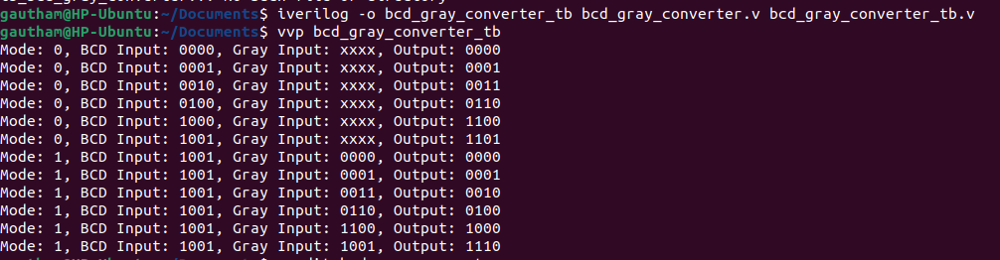 gautham@HP-Ubuntu:~/Documents$ iverilog -o bcd_gray_converter_tb bcd_gray_converter.v bcd_gray_converter_tb.v
gautham@HP-Ubuntu:~/Documents$ vvp bcd_gray_converter_tb
Mode: 0, BCD Input: 0000, Gray Input: xxxx, Output: 0000
Mode: 0, BCD Input: 0001, Gray Input: xxxx, Output: 0001
Mode: 0, BCD Input: 0010, Gray Input: xxxx, Output: 0011
Mode: 0, BCD Input: 0100, Gray Input: xxxx, Output: 0110
Mode: 0, BCD Input: 1000, Gray Input: xxxx, Output: 1100
Mode: 0, BCD Input: 1001, Gray Input: xxxx, Output: 1101
Mode: 1, BCD Input: 1001, Gray Input: 0000, Output: 0000
Mode: 1, BCD Input: 1001, Gray Input: 0001, Output: 0001
Mode: 1, BCD Input: 1001, Gray Input: 0011, Output: 0010
Mode: 1, BCD Input: 1001, Gray Input: 0110, Output: 0100
Mode: 1, BCD Input: 1001, Gray Input: 1100, Output: 1000
Mode: 1, BCD Input: 1001, Gray Input: 1001, Output: 1110